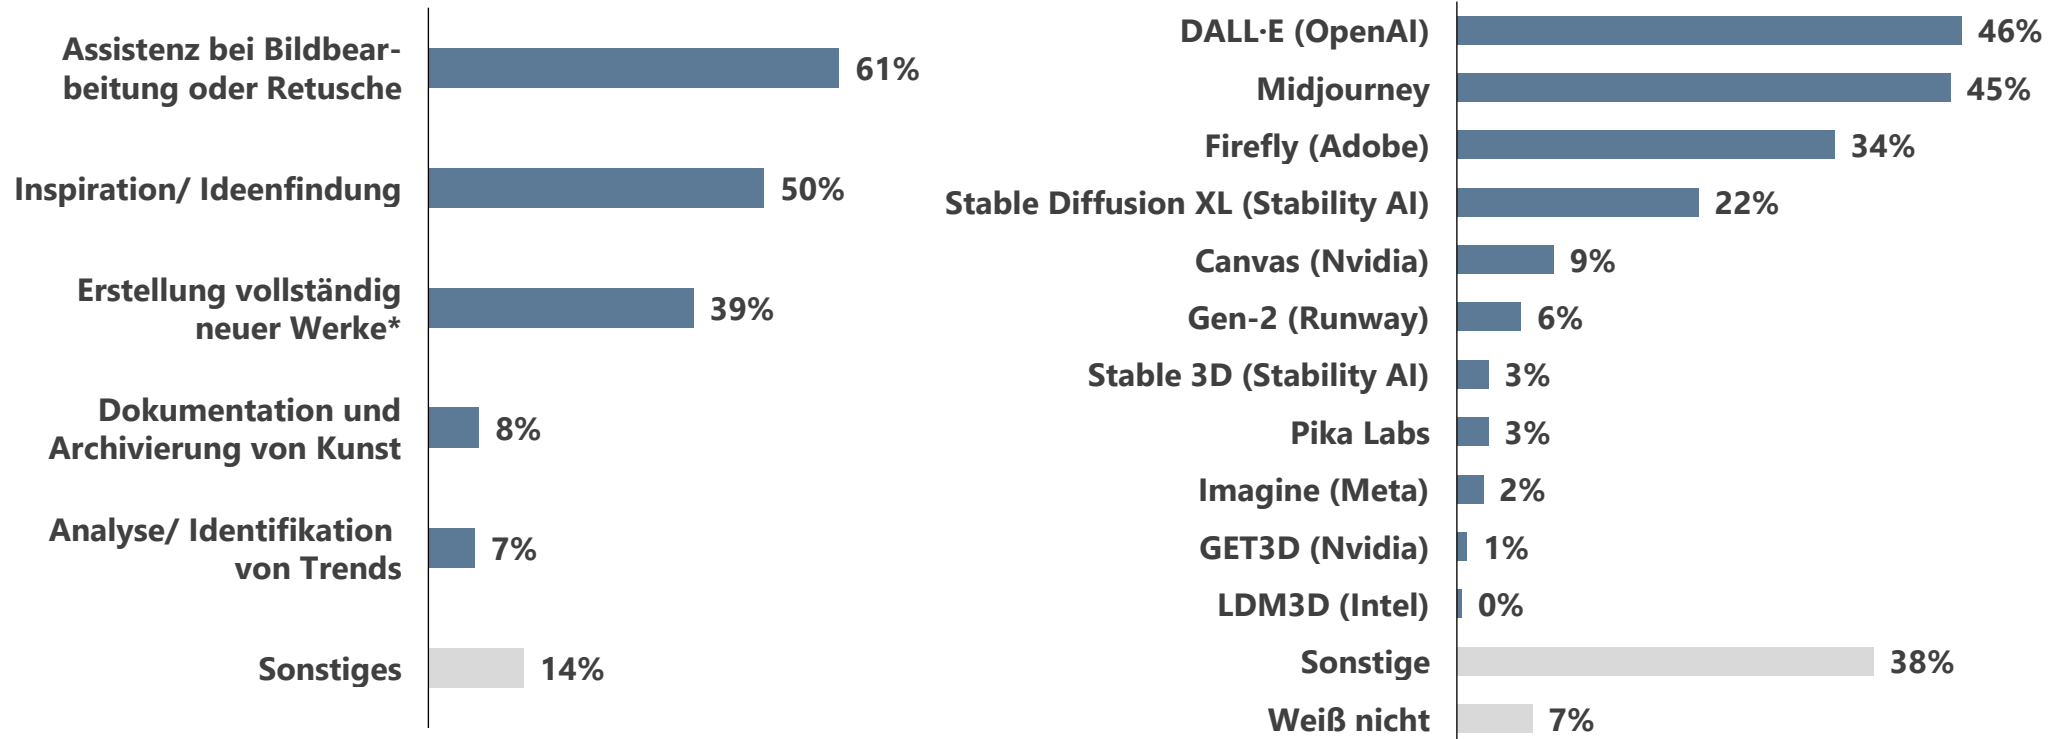 Assistenz bei Bildbear-
beitung oder Retusche
61%
Inspiration/ Ideenfindung
50%
Erstellung vollständig
neuer Werke*
39%
Dokumentation und
Archivierung von Kunst
8%
Analyse/ Identifikation
von Trends
7%
Sonstiges
14%
DALL·E (OpenAI)
46%
Midjourney
45%
Firefly (Adobe)
34%
Stable Diffusion XL (Stability AI)
22%
Canvas (Nvidia)
9%
Gen-2 (Runway)
6%
Stable 3D (Stability AI)
3%
Pika Labs
3%
Imagine (Meta)
2%
GET3D (Nvidia)
1%
LDM3D (Intel)
0%
Sonstige
38%
Weiß nicht
7%